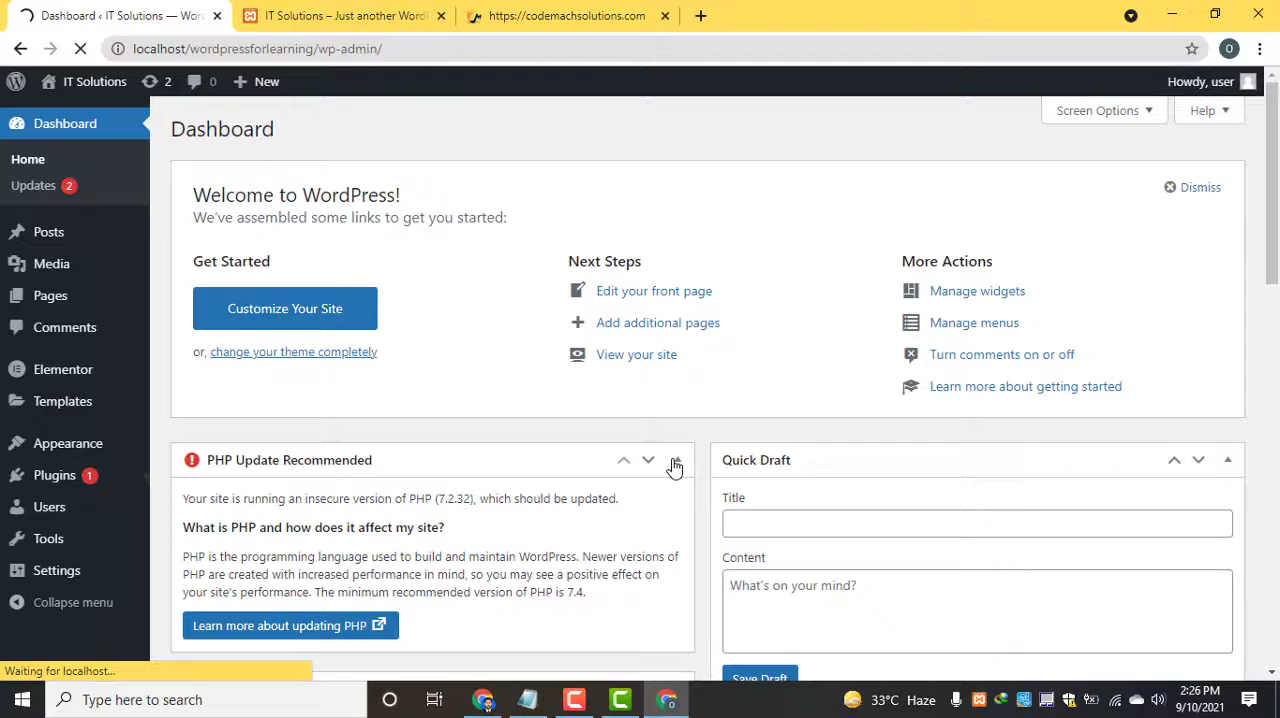 Dashboard ‹ IT Solutions — Wor
IT Solutions – Just another Word
https://codemachsolutions.com
localhost/wordpressforlearning/wp-admin/
O
IT Solutions
2
0
New
Howdy, user
Dashboard
Home
Updates 2
Posts
Media
Pages
Comments
Elementor
Templates
Appearance
Plugins 1
Users
Tools
Settings
Collapse menu
Screen Options
Help
Dashboard
Welcome to WordPress!
We've assembled some links to get you started:
Dismiss
Get Started
Customize Your Site
or, change your theme completely
Next Steps
Edit your front page
Add additional pages
View your site
More Actions
Manage widgets
Manage menus
Turn comments on or off
Learn more about getting started
PHP Update Recommended
Your site is running an insecure version of PHP (7.2.32), which should be updated.
What is PHP and how does it affect my site?
PHP is the programming language used to build and maintain WordPress. Newer versions of
PHP are created with increased performance in mind, so you may see a positive effect on
your site's performance. The minimum recommended version of PHP is 7.4.
Learn more about updating PHP
Quick Draft
Title
Content
What's on your mind?
Save Draft
Waiting for localhost...
Type here to search
33°C Haze
2:26 PM
9/10/2021